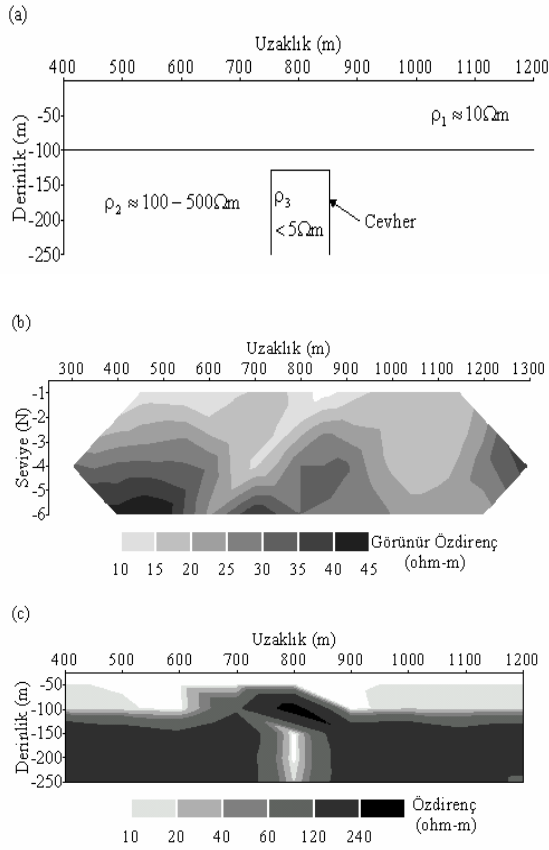 (a)
Uzaklık (m)
400 500 600 700 800 900 1000 1100 1200
Derinlik (m)
-50
-100
-150
-200
-250
ρ1 ≈10Ωm
ρ2 ≈100 – 500Ωm
ρ3
<5Ωm
Cevher
(b)
Uzaklık (m)
300 400 500 600 700 800 900 1000 1100 1200 1300
Seviye (N)
-1
-2
-3
-4
-5
-6
Görünür Özdirenç
(ohm-m)
10 15 20 25 30 35 40 45
(c)
Uzaklık (m)
400 500 600 700 800 900 1000 1100 1200
Derinlik (m)
-50
-100
-150
-200
-250
Özdirenç
(ohm-m)
10 20 40 60 120 240